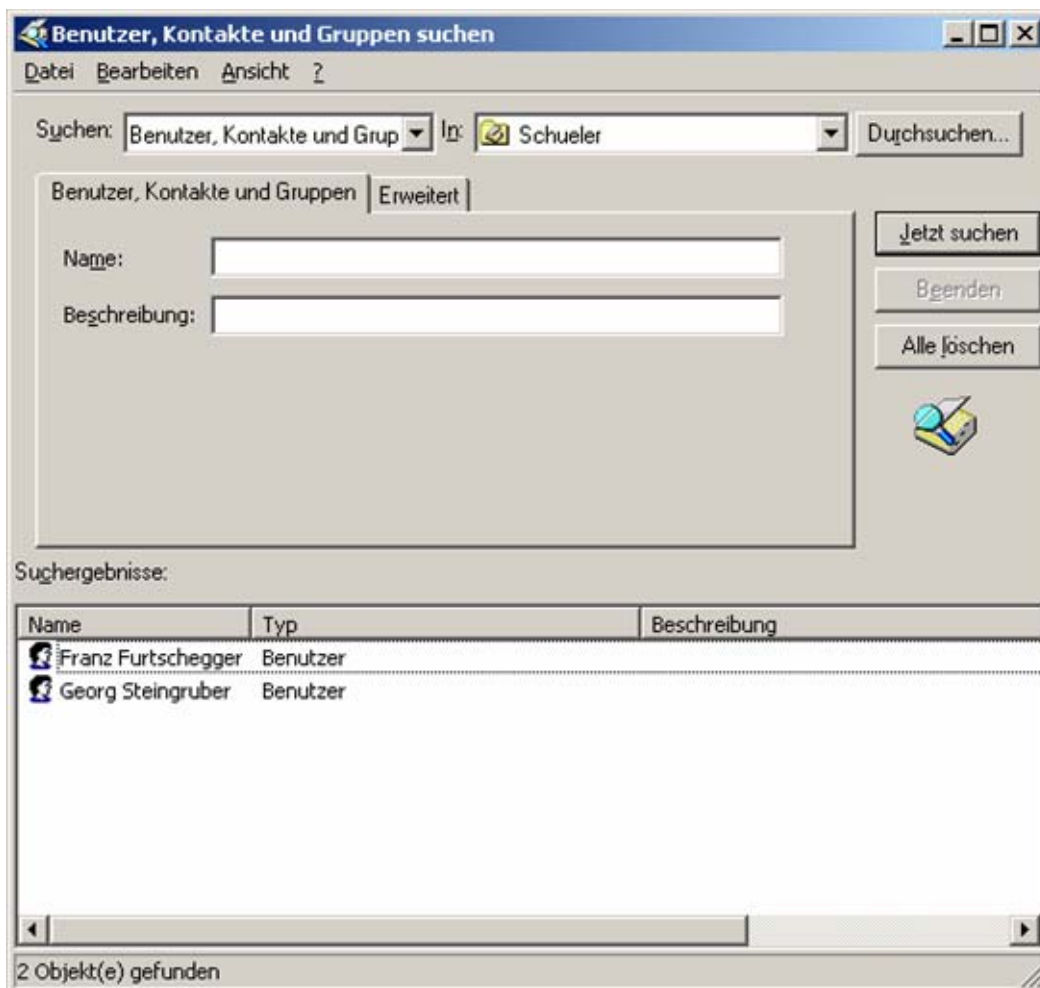 Benutzer, Kontakte und Gruppen suchen
Datei Bearbeiten Ansicht ?
Suchen: Benutzer, Kontakte und Grup In: Schueler Durchsuchen...
Benutzer, Kontakte und Gruppen Erweitert
Name:
Beschreibung:
Jetzt suchen
Beenden
Alle löschen
Suchergebnisse:
Name Typ Beschreibung
Franz Furtschegger Benutzer
Georg Steingruber Benutzer
2 Objekt(e) gefunden